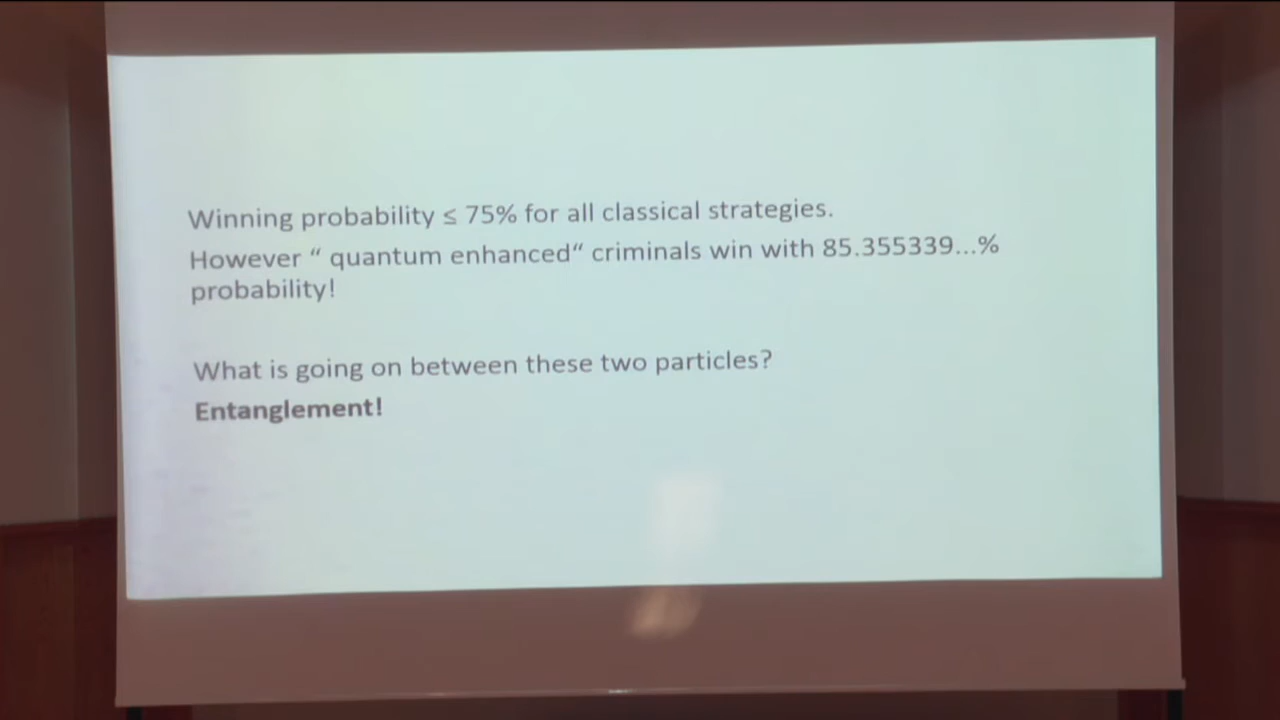 Winning probability ≤ 75% for all classical strategies.
However “ quantum enhanced“ criminals win with 85.355339...%
probability!
What is going on between these two particles?
Entanglement!